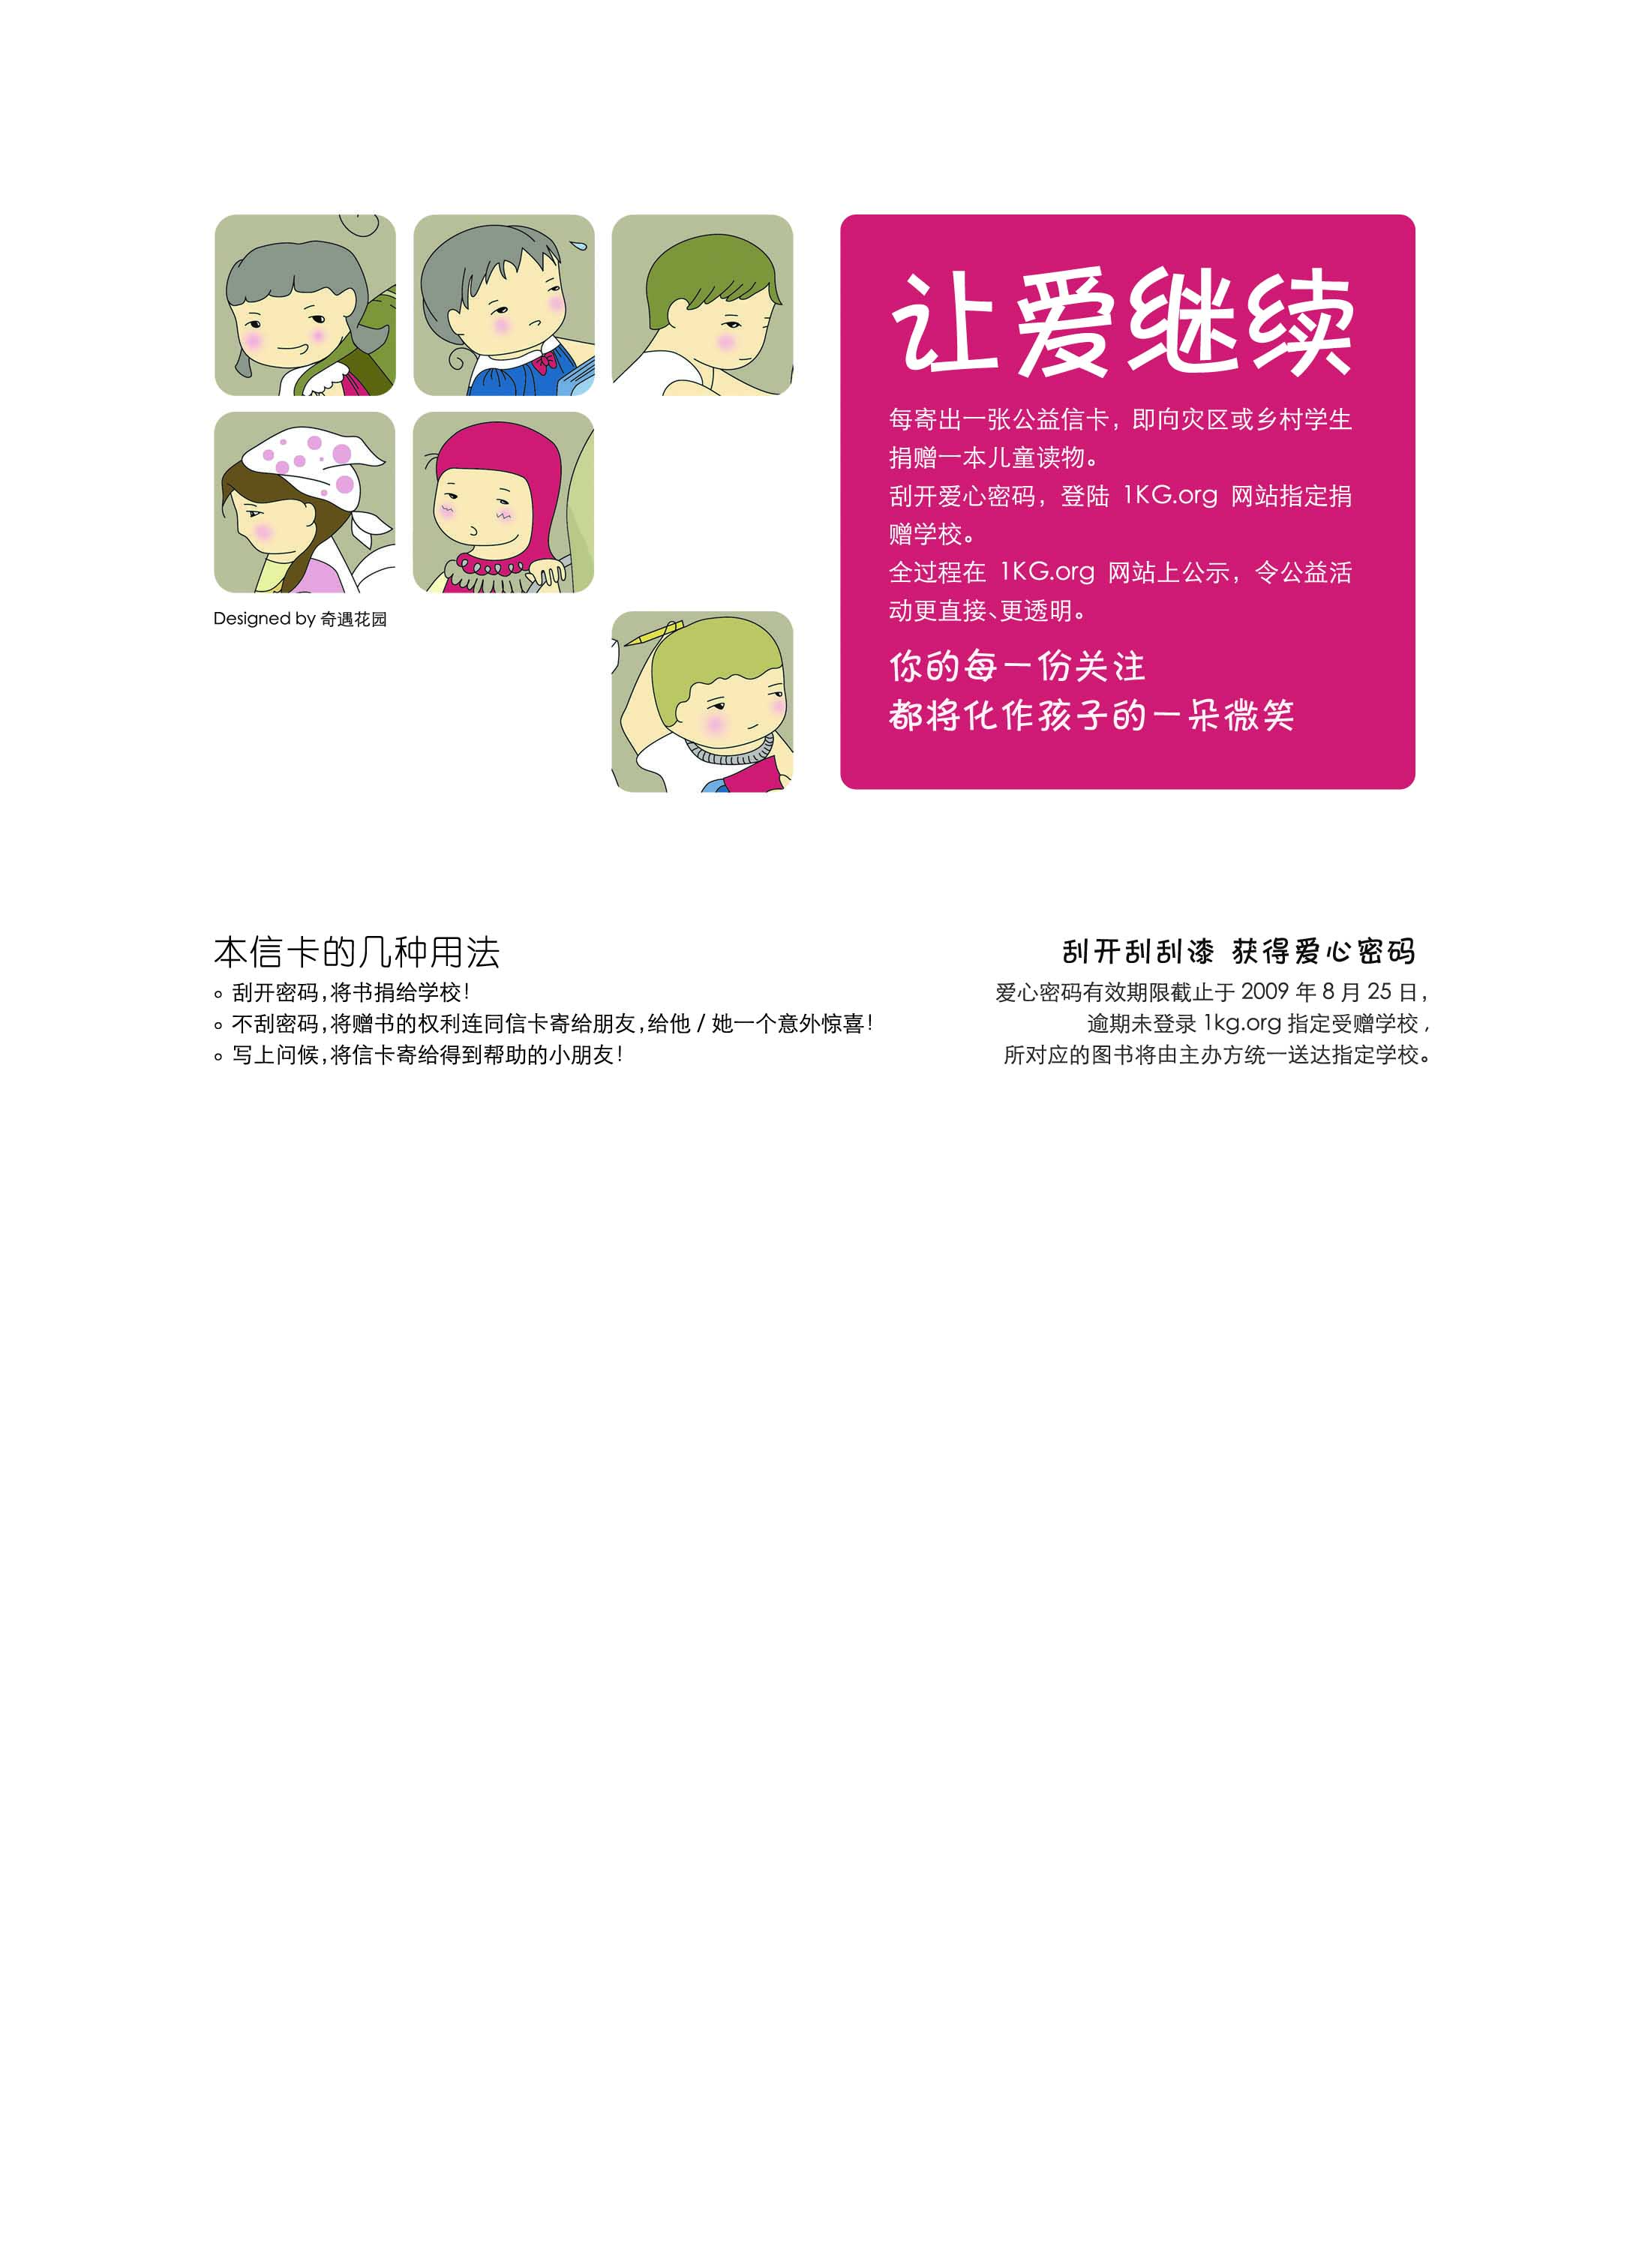 让爱继续
每寄出一张公益信卡，即向灾区或乡村学生
捐赠一本儿童读物。
刮开爱心密码，登陆 1KG.org 网站指定捐
赠学校。
全过程在 1KG.org 网站上公示，令公益活
动更直接、更透明。
你的每一份关注
都将化作孩子的一朵微笑
Designed by 奇遇花园
本信卡的几种用法
。刮开密码,将书捐给学校!
。不刮密码,将赠书的权利连同信卡寄给朋友,给他 / 她一个意外惊喜!
。写上问候,将信卡寄给得到帮助的小朋友!
刮开刮刮漆 获得爱心密码
爱心密码有效期限截止于 2009 年 8 月 25 日,
逾期未登录 1kg.org 指定受赠学校,
所对应的图书将由主办方统一送达指定学校。